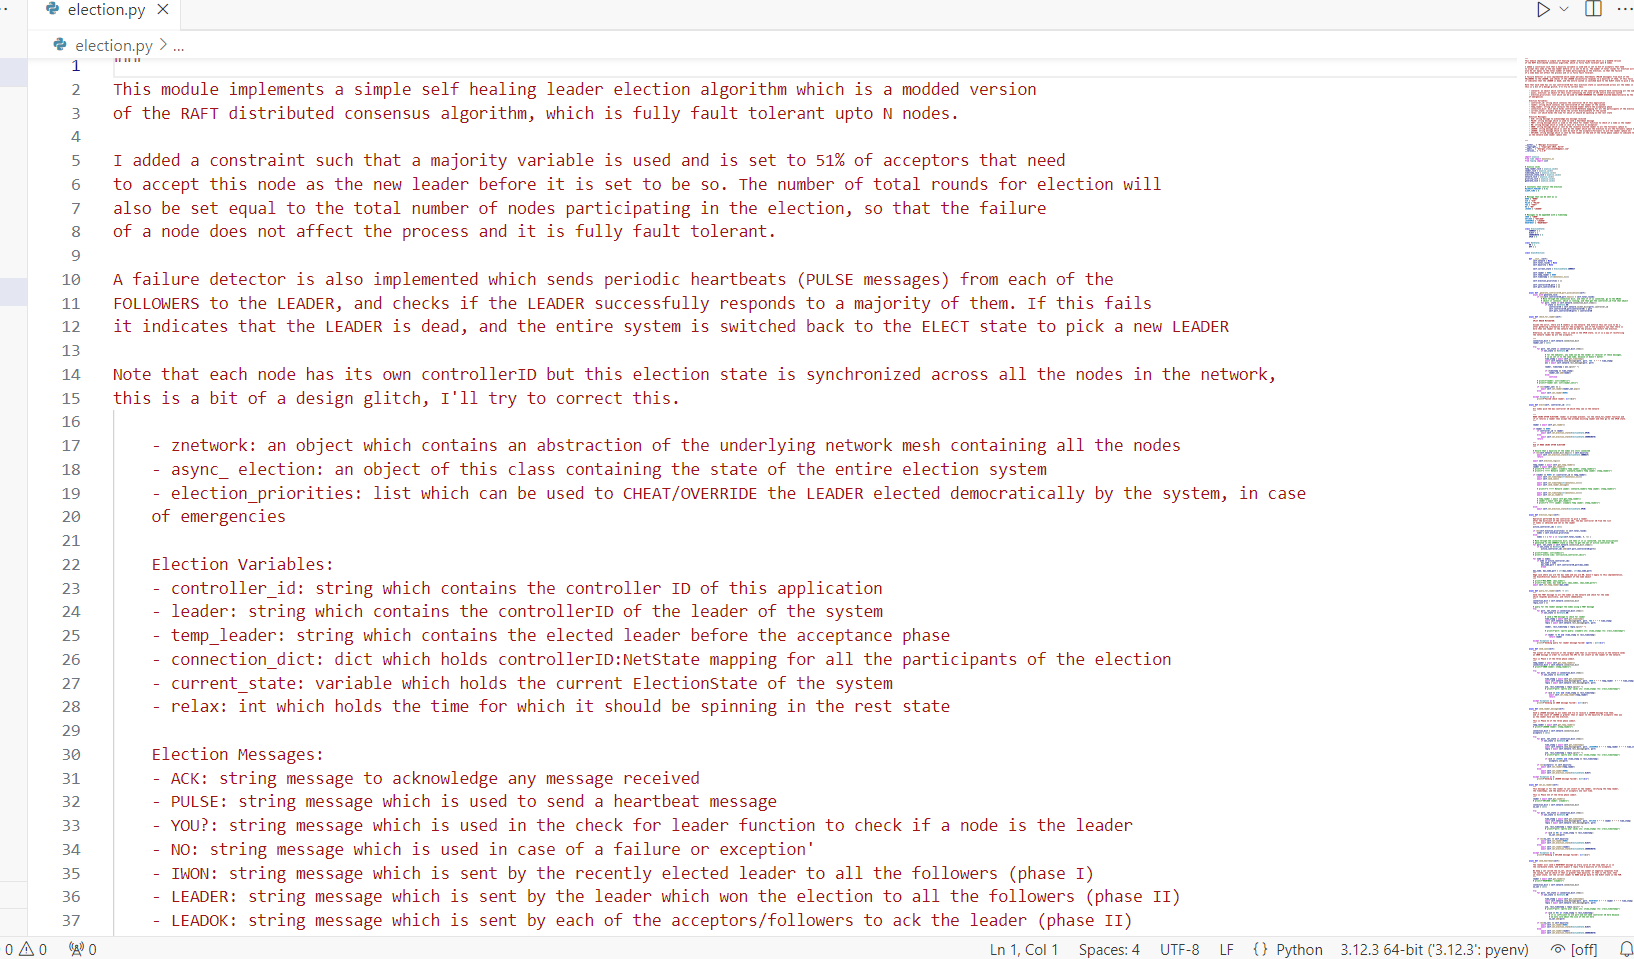 election.py
election.py > ...
1 """
2 This module implements a simple self healing leader election algorithm which is a modded version
3 of the RAFT distributed consensus algorithm, which is fully fault tolerant upto N nodes.
4
5 I added a constraint such that a majority variable is used and is set to 51% of acceptors that need
6 to accept this node as the new leader before it is set to be so. The number of total rounds for election will
7 also be set equal to the total number of nodes participating in the election, so that the failure
8 of a node does not affect the process and it is fully fault tolerant.
9
10 A failure detector is also implemented which sends periodic heartbeats (PULSE messages) from each of the
11 FOLLOWERS to the LEADER, and checks if the LEADER successfully responds to a majority of them. If this fails
12 it indicates that the LEADER is dead, and the entire system is switched back to the ELECT state to pick a new LEADER
13
14 Note that each node has its own controllerID but this election state is synchronized across all the nodes in the network,
15 this is a bit of a design glitch, I'll try to correct this.
16
17 - znetwork: an object which contains an abstraction of the underlying network mesh containing all the nodes
18 - async_ election: an object of this class containing the state of the entire election system
19 - election_priorities: list which can be used to CHEAT/OVERRIDE the LEADER elected democratically by the system, in case
20 of emergencies
21
22 Election Variables:
23 - controller_id: string which contains the controller ID of this application
24 - leader: string which contains the controllerID of the leader of the system
25 - temp_leader: string which contains the elected leader before the acceptance phase
26 - connection_dict: dict which holds controllerID:NetState mapping for all the participants of the election
27 - current_state: variable which holds the current ElectionState of the system
28 - relax: int which holds the time for which it should be spinning in the rest state
29
30 Election Messages:
31 - ACK: string message to acknowledge any message received
32 - PULSE: string message which is used to send a heartbeat message
33 - YOU?: string message which is used in the check for leader function to check if a node is the leader
34 - NO: string message which is used in case of a failure or exception'
35 - IWON: string message which is sent by the recently elected leader to all the followers (phase I)
36 - LEADER: string message which is sent by the leader which won the election to all the followers (phase II)
37 - LEADOK: string message which is sent by each of the acceptors/followers to ack the leader (phase II)
0 0 0 Ln 1, Col 1 Spaces: 4 UTF-8 LF {} Python 3.12.3 64-bit ('3.12.3': pyenv) [off]